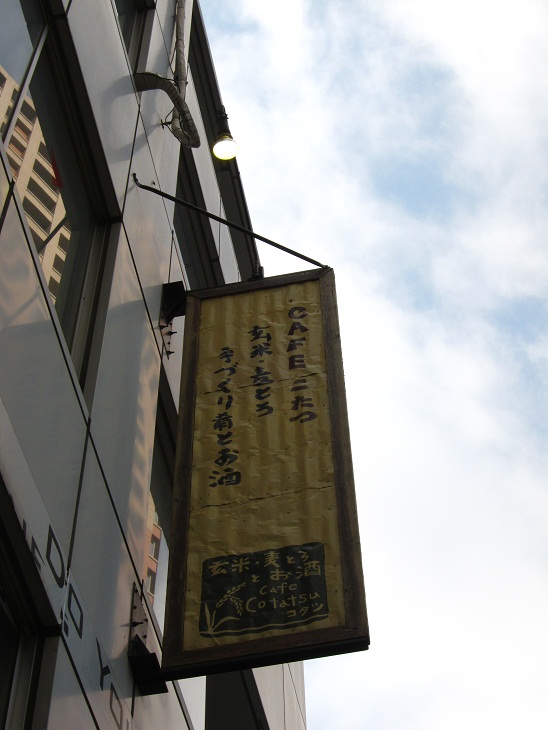 CAFEこたつ
玄米・麦とろ
手づくり肴とお酒
玄米・麦とろ
とお酒
Cafe
Cotatsu
コタツ